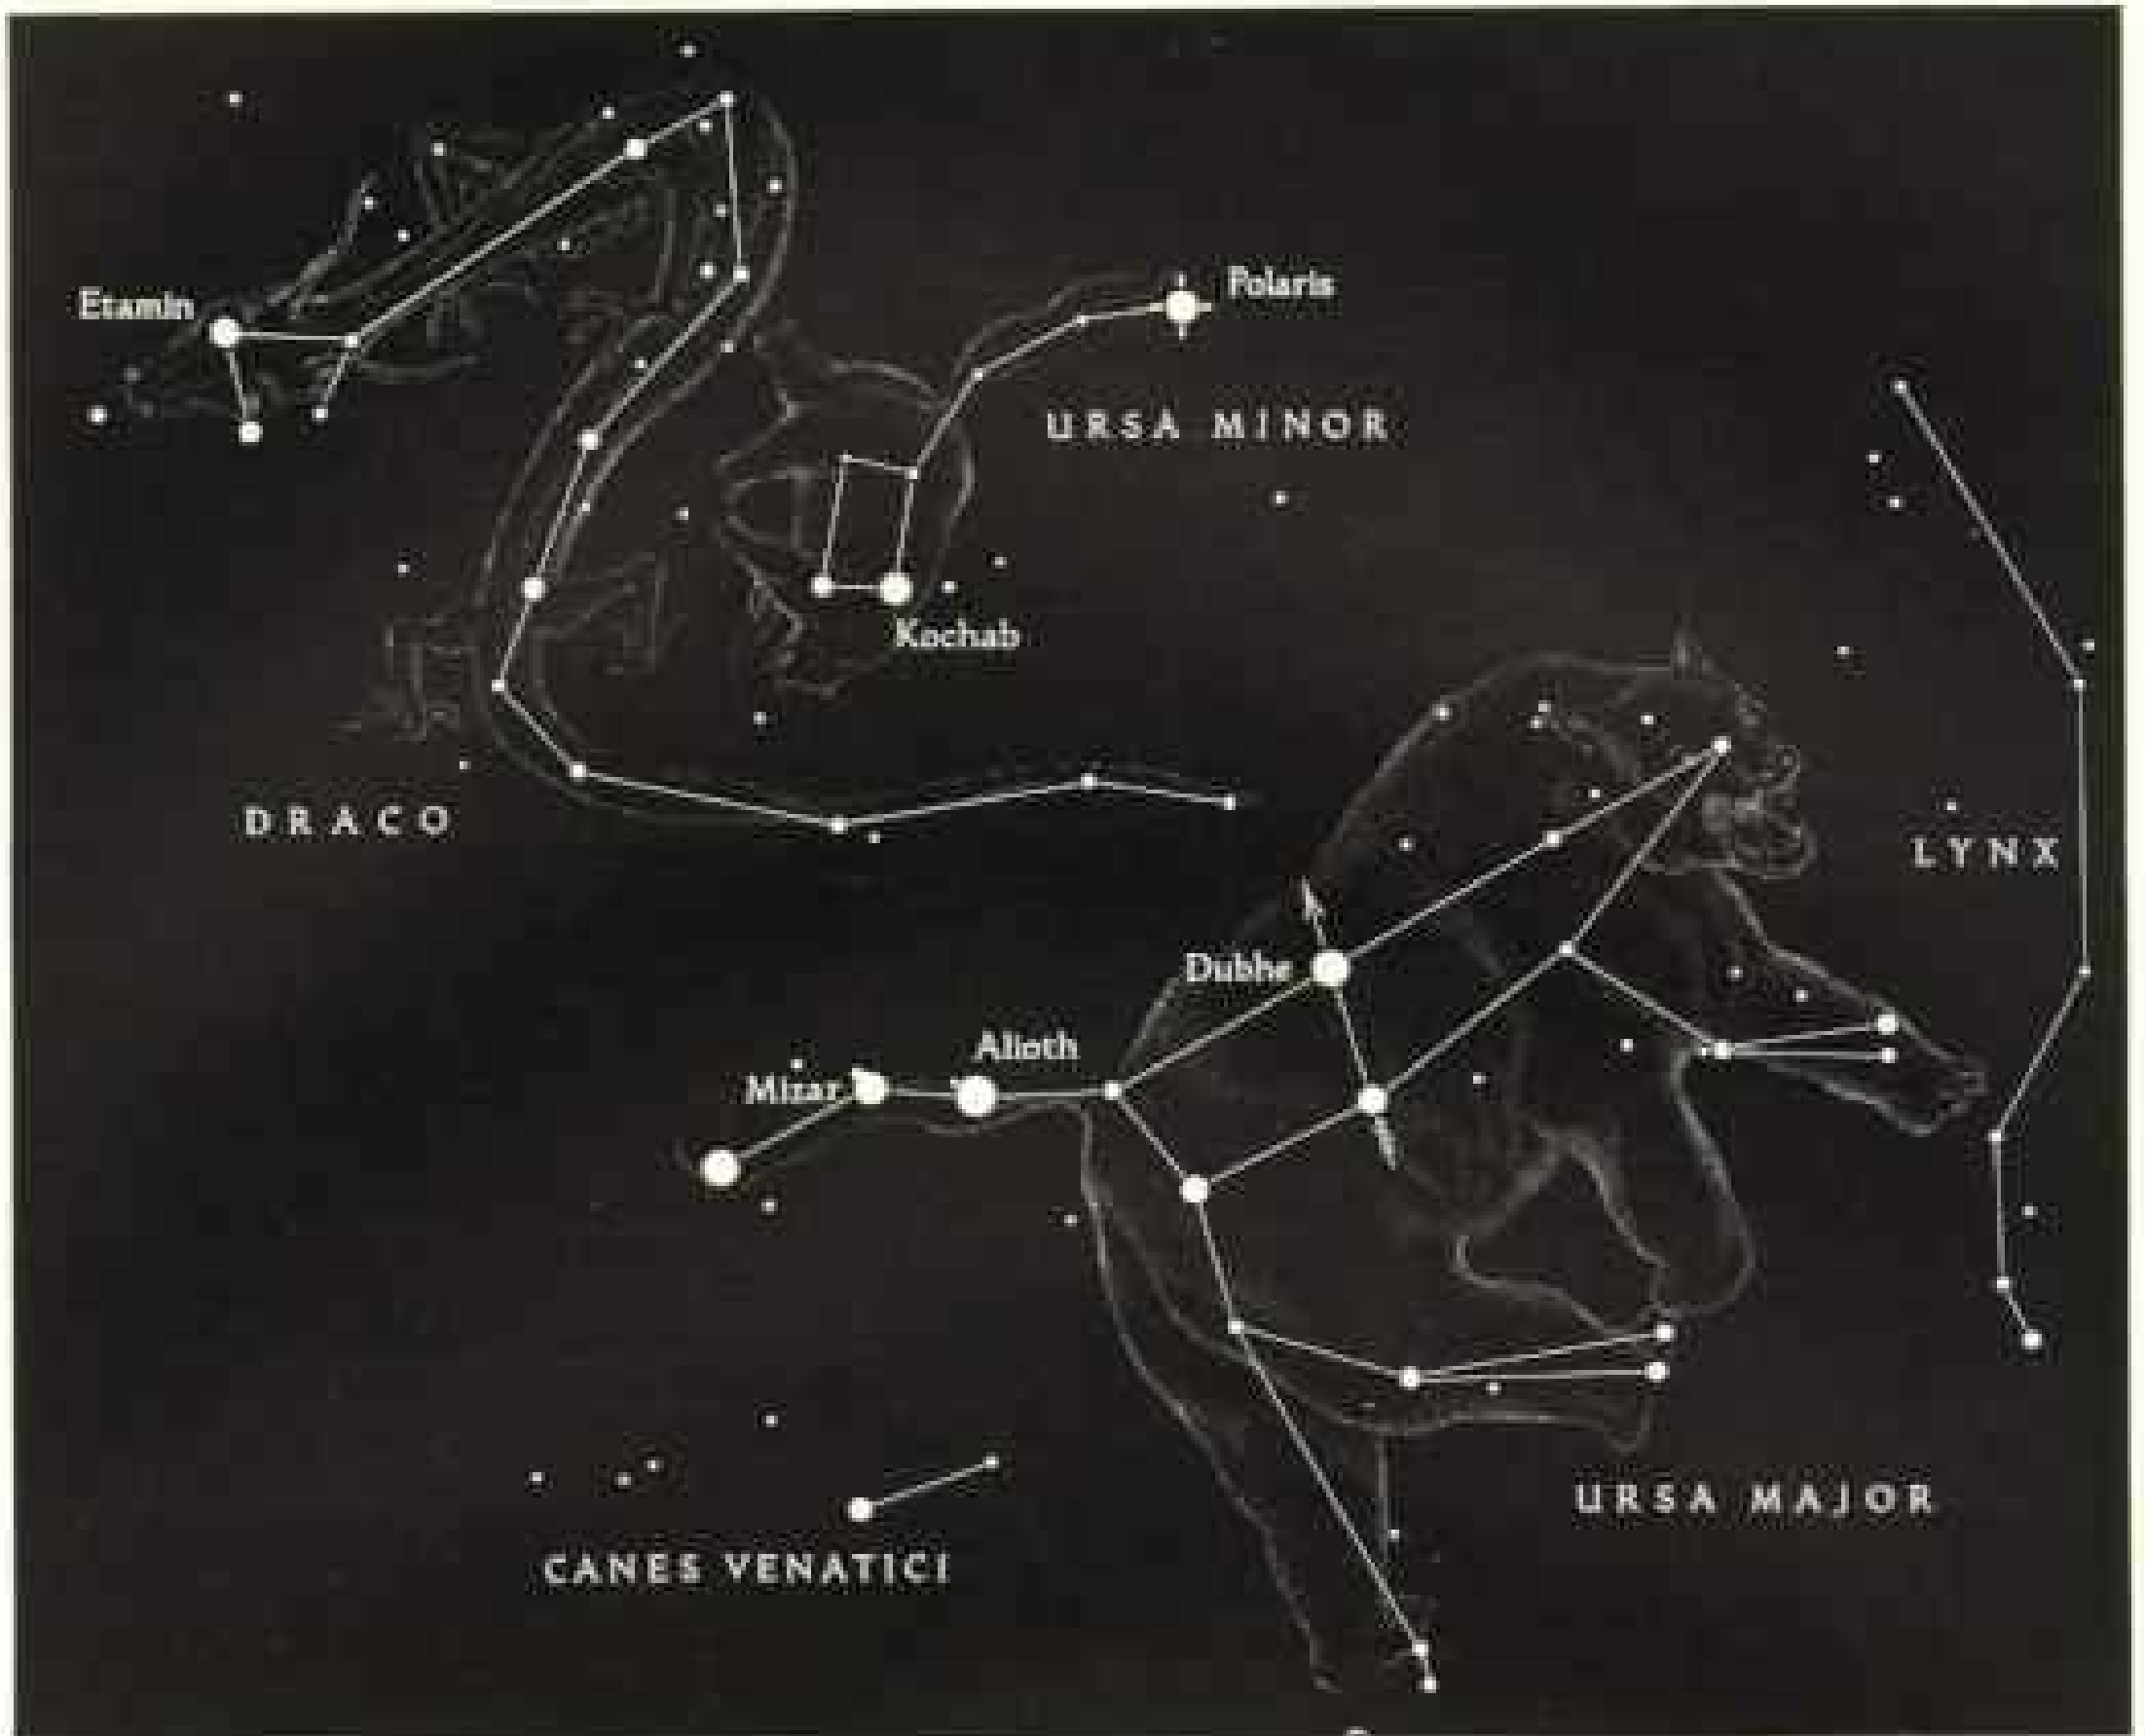 Etamin
Polaris
URSA MINOR
Kochab
DRACO
LYNX
Dubhe
Alioth
Mizar
URSA MAJOR
CANES VENATICI